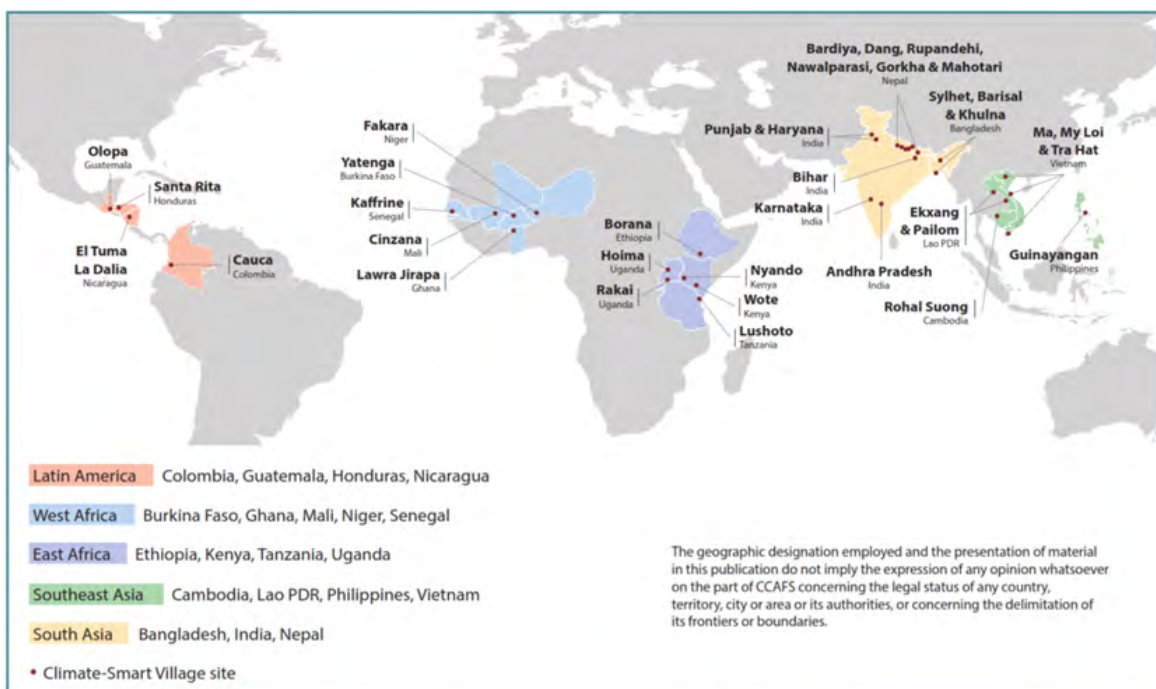 Bardiya, Dang, Rupandehi,
Nawalparasi, Gorkha & Mahotari
Nepal
Sylhet, Barisal
& Khulna
Bangladesh
Punjab & Haryana
India
Ma, My Loi
& Tra Hat
Vietnam
Fakara
Niger
Olopa
Guatemala
Yatenga
Burkina Faso
Santa Rita
Honduras
Bihar
India
Kaffrine
Senegal
Karnataka
India
Ekxang
& Pailom
Lao PDR
Borana
Ethiopia
Cinzana
Mali
El Tuma
La Dalia
Nicaragua
Cauca
Colombia
Hoima
Uganda
Guinayangan
Philippines
Lawra Jirapa
Ghana
Nyando
Kenya
Andhra Pradesh
India
Rakai
Uganda
Wote
Kenya
Rohal Suong
Cambodia
Lushoto
Tanzania
Latin America Colombia, Guatemala, Honduras, Nicaragua
West Africa Burkina Faso, Ghana, Mali, Niger, Senegal
East Africa Ethiopia, Kenya, Tanzania, Uganda
Southeast Asia Cambodia, Lao PDR, Philippines, Vietnam
South Asia Bangladesh, India, Nepal
• Climate-Smart Village site
The geographic designation employed and the presentation of material
in this publication do not imply the expression of any opinion whatsoever
on the part of CCAFS concerning the legal status of any country,
territory, city or area or its authorities, or concerning the delimitation of
its frontiers or boundaries.